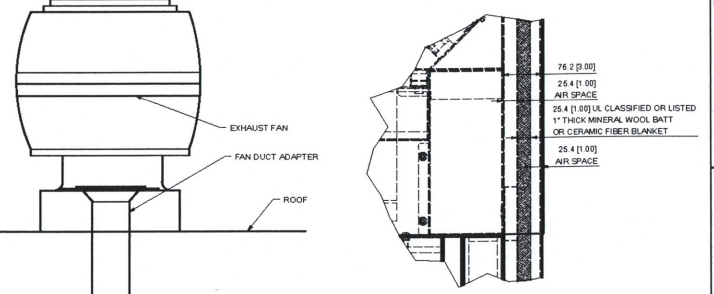 EXHAUST FAN
FAN DUCT ADAPTER
ROOF
76.2 [3.00]
25.4 [1.00]
AIR SPACE
25.4 [1.00] UL CLASSIFIED OR LISTED
1" THICK MINERAL WOOL BATT
OR CERAMIC FIBER BLANKET
25.4 [1.00]
AIR SPACE